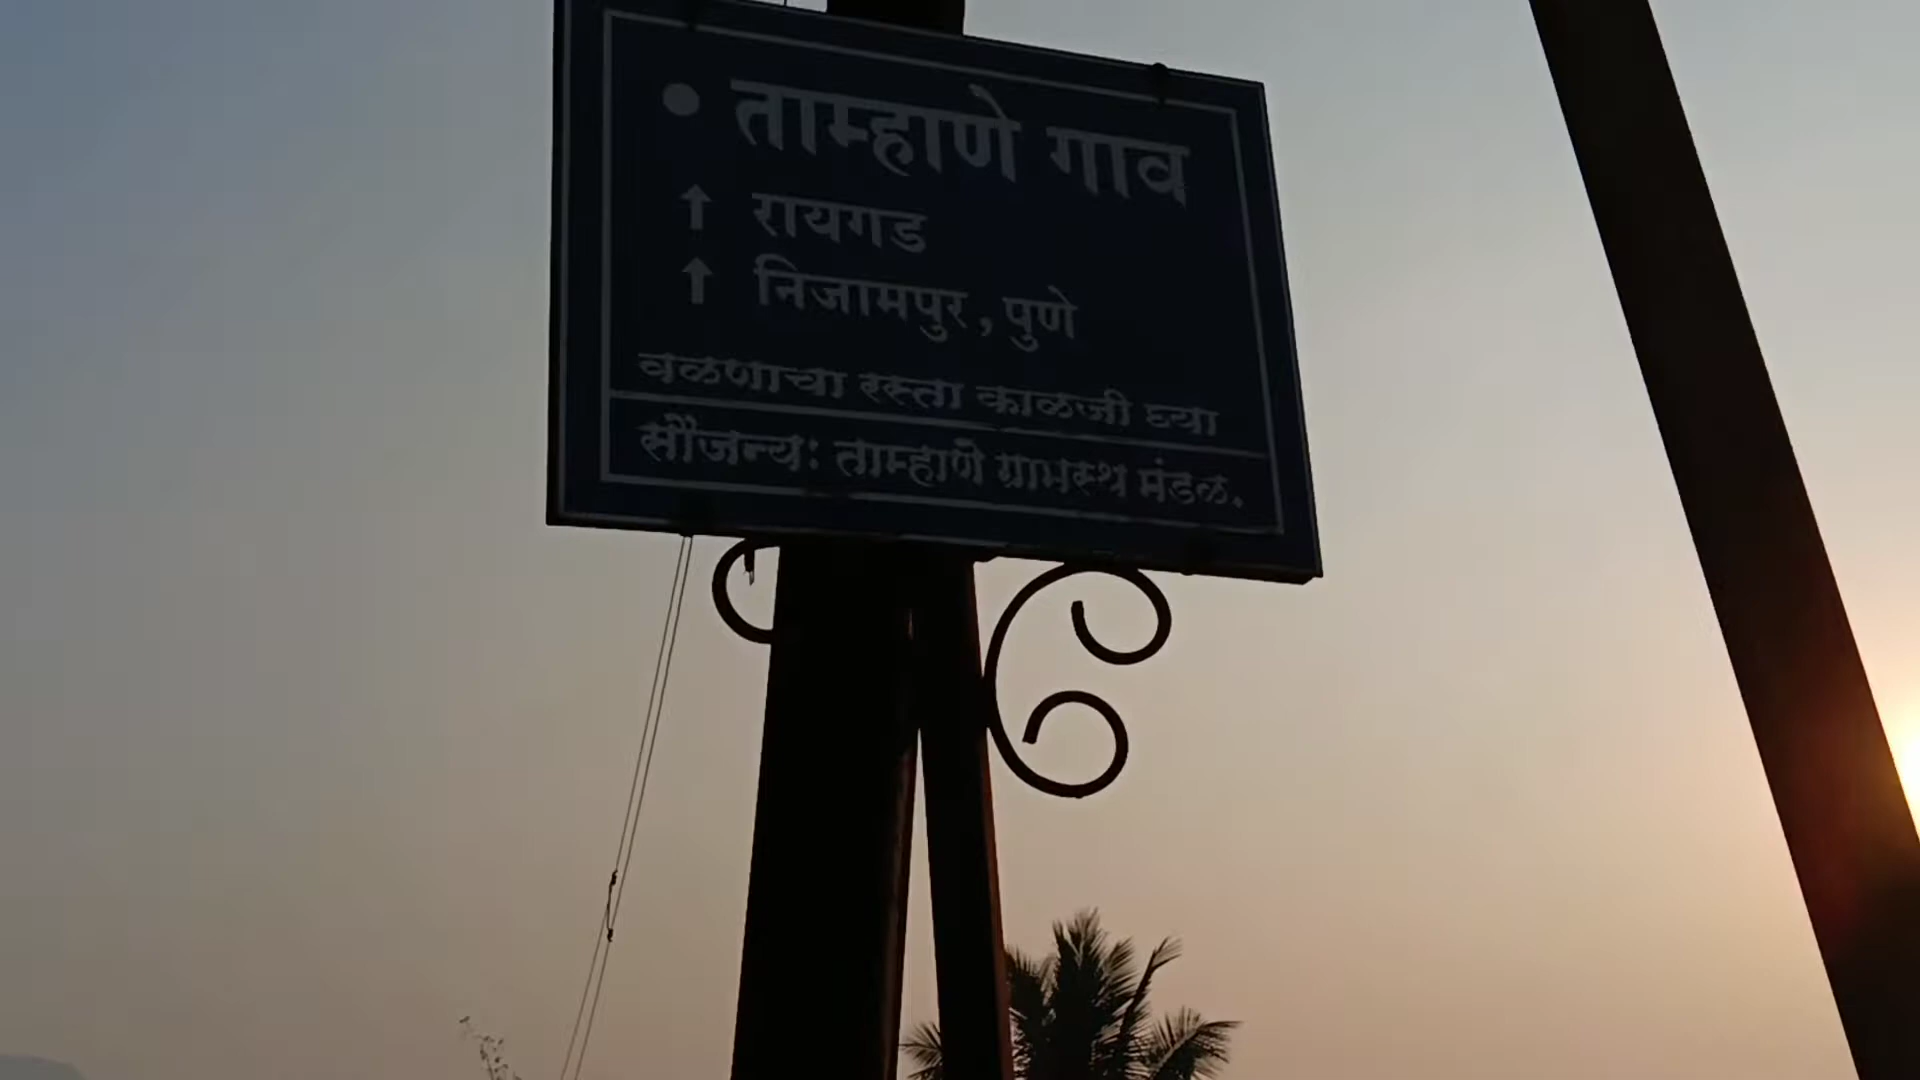 • ताम्हाणे गाव
↑ रायगड
↑ निजामपुर, पुणे
वळणाचा रस्ता काळजी घ्या
सौजन्य: ताम्हाणे ग्रामस्थ मंडळ.